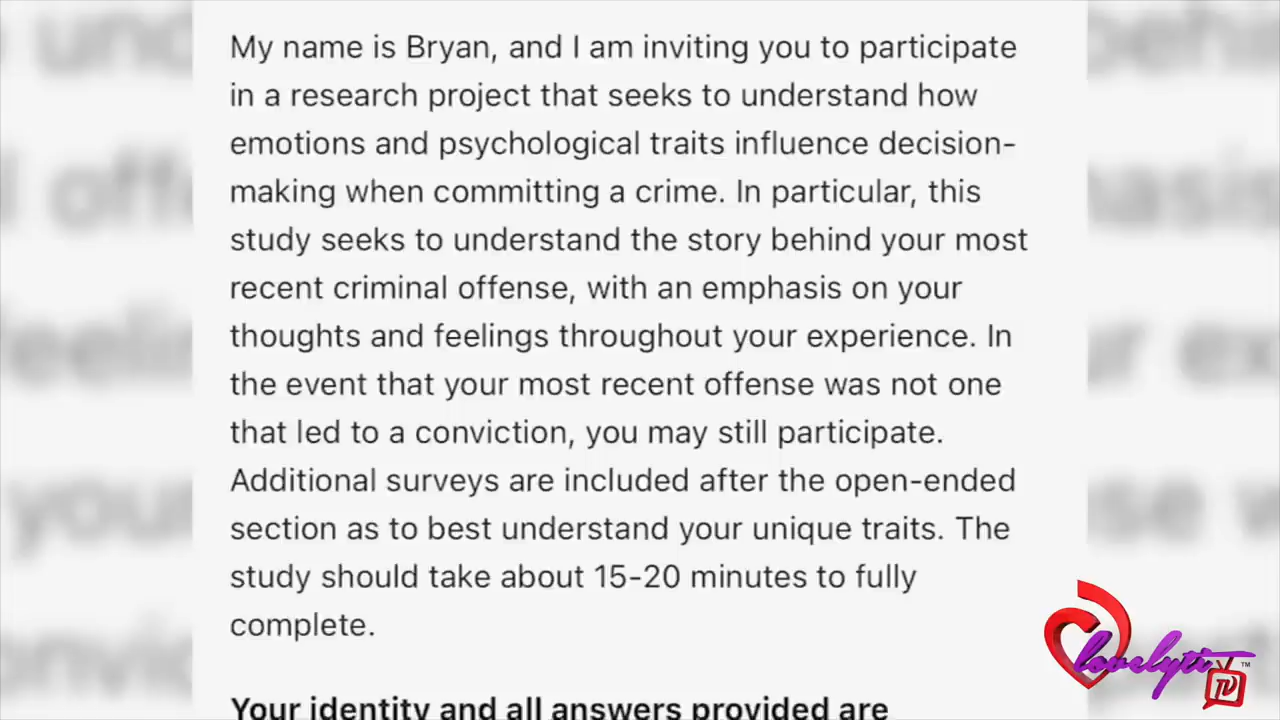 My name is Bryan, and I am inviting you to participate
in a research project that seeks to understand how
emotions and psychological traits influence decision-
making when committing a crime. In particular, this
study seeks to understand the story behind your most
recent criminal offense, with an emphasis on your
thoughts and feelings throughout your experience. In
the event that your most recent offense was not one
that led to a conviction, you may still participate.
Additional surveys are included after the open-ended
section as to best understand your unique traits. The
study should take about 15-20 minutes to fully
complete.
Your identity and all answers provided are
lovelyti TM
TV